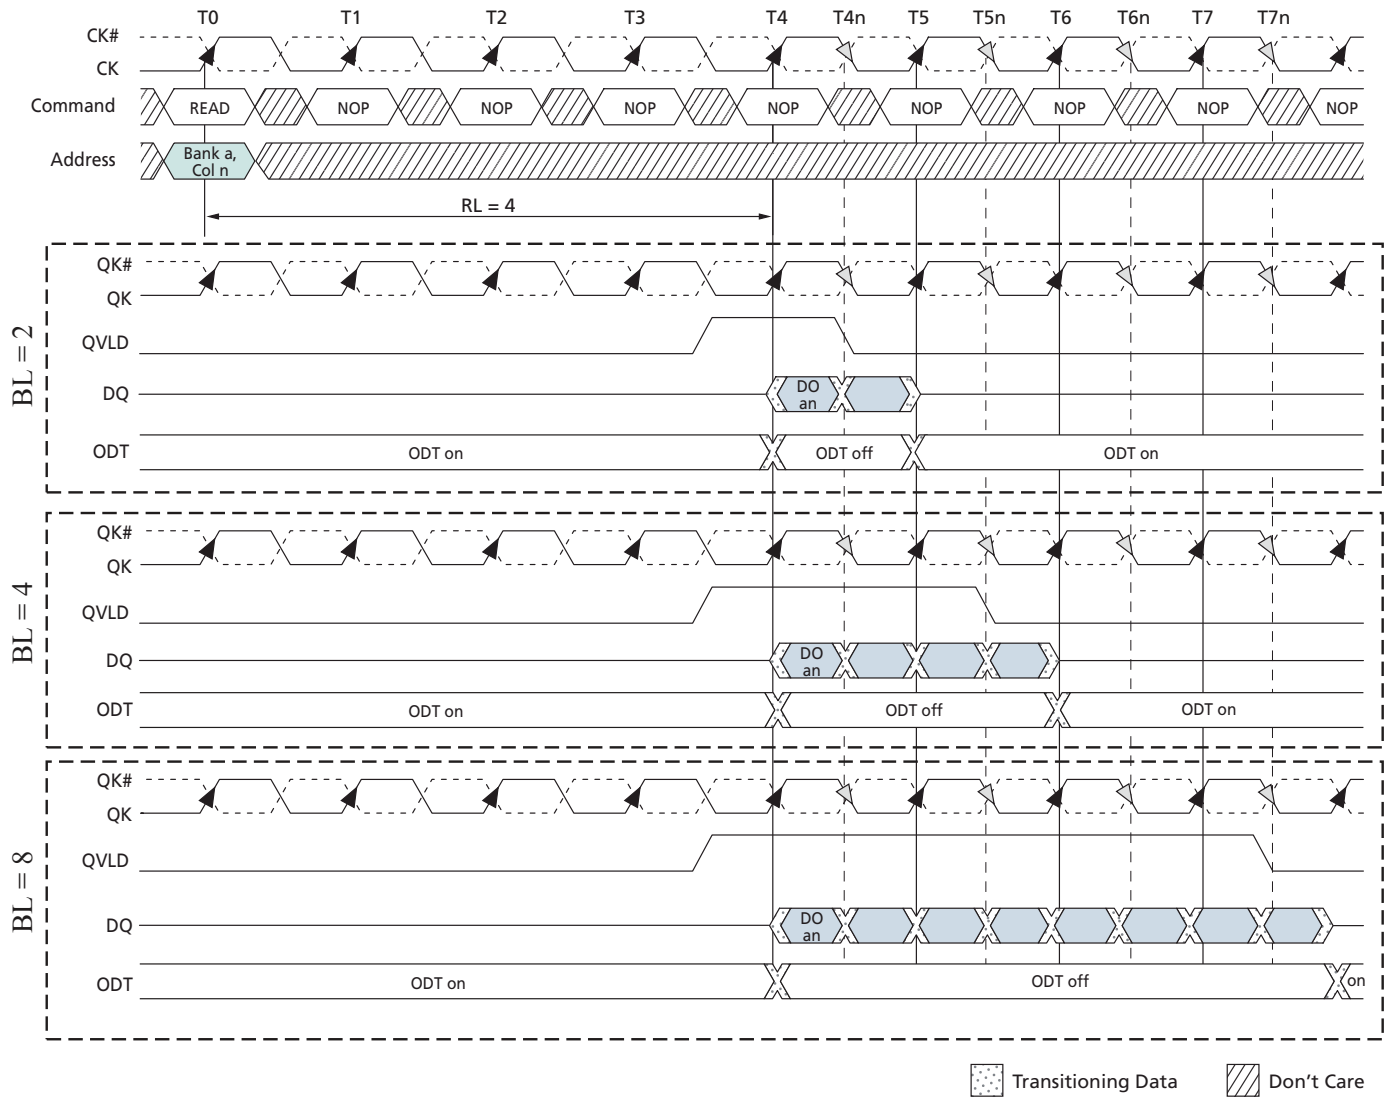 T0 T1 T2 T3 T4 T4n T5 T5n T6 T6n T7 T7n
CK#
CK
Command READ NOP NOP NOP NOP NOP NOP NOP NOP
Address Bank a,
Col n
RL = 4
BL = 2
QK#
QK
QVLD
DQ DO
an
ODT ODT on ODT off ODT on
BL = 4
QK#
QK
QVLD
DQ DO
an
ODT ODT on ODT off ODT on
BL = 8
QK#
QK
QVLD
DQ DO
an
ODT ODT on ODT off on
Transitioning Data Don't Care